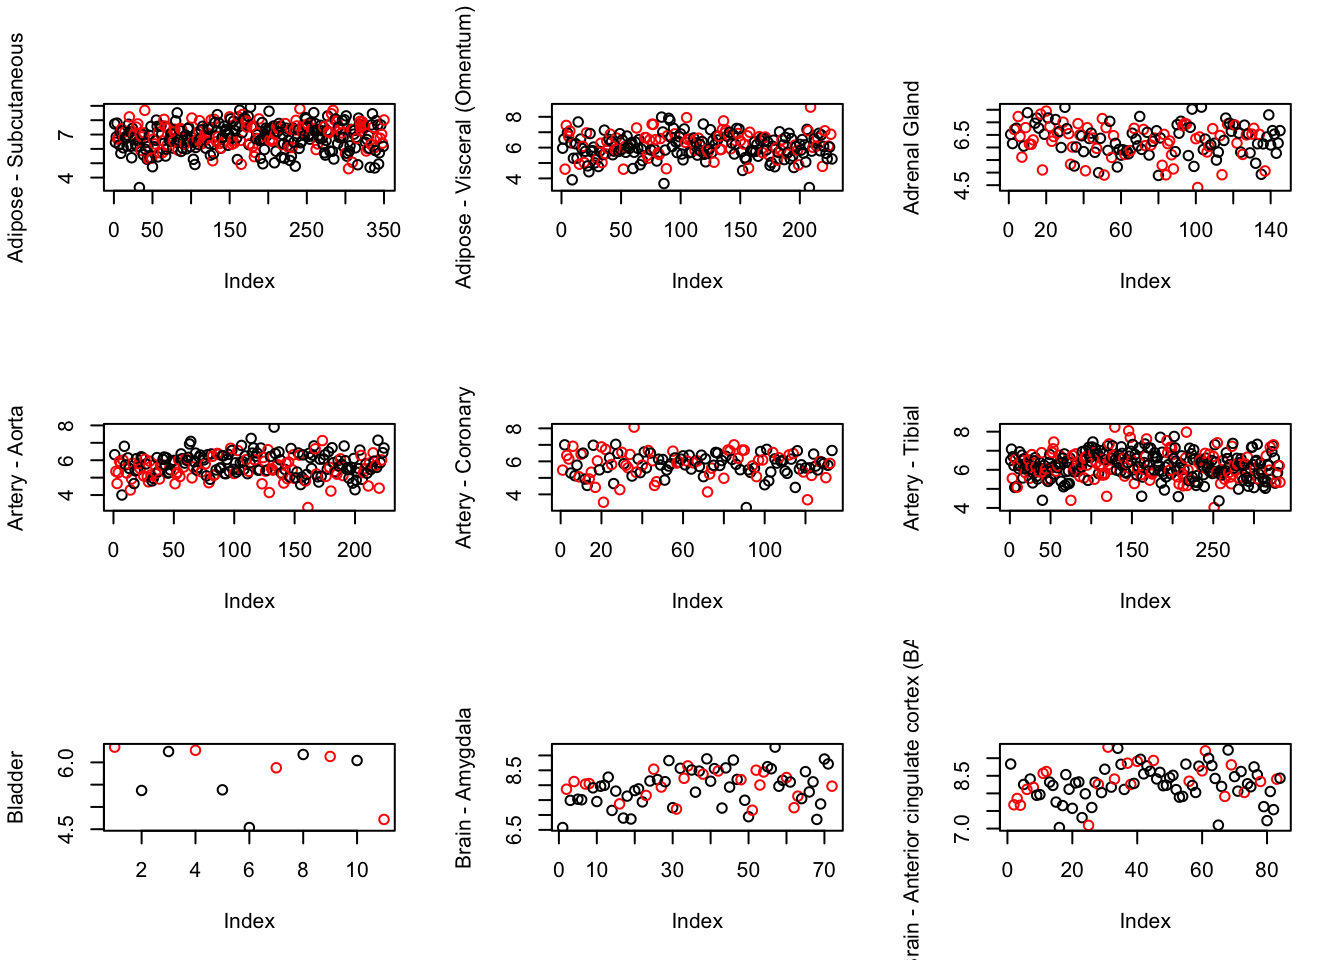 Adipose - Subcutaneous
4 7
0 50 150 250 350
Index
Adipose - Visceral (Omentum)
4 6 8
0 50 100 150 200
Index
Adrenal Gland
4.5 6.5
0 20 60 100 140
Index
Artery - Aorta
4 6 8
0 50 100 150 200
Index
Artery - Coronary
4 6 8
0 20 60 100
Index
Artery - Tibial
4 6 8
0 50 150 250
Index
Bladder
4.5 6.0
2 4 6 8 10
Index
Brain - Amygdala
6.5 8.5
0 10 30 50 70
Index
rain - Anterior cingulate cortex (BA
7.0 8.5
0 20 40 60 80
Index